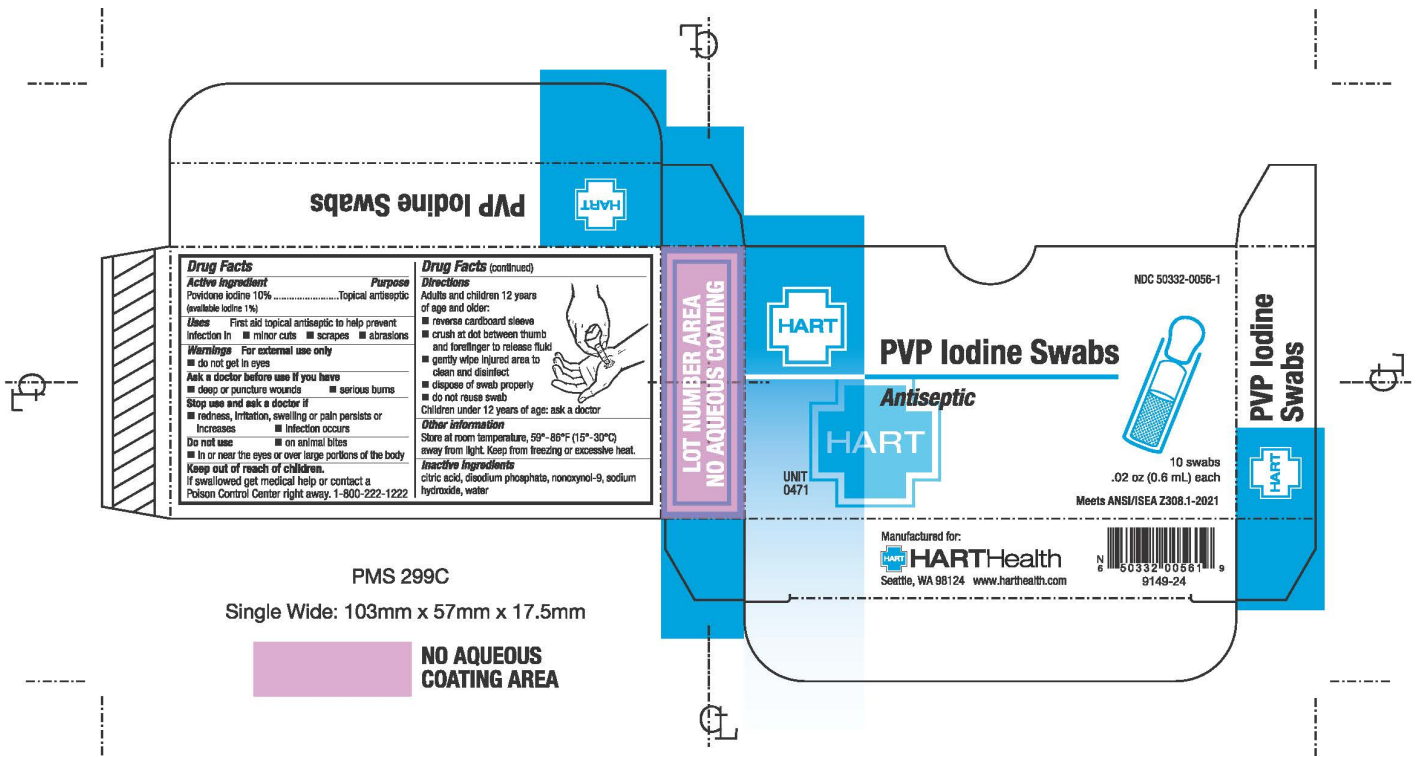 PVP Iodine Swabs
HART
Drug Facts
Active ingredient Purpose
Povidone iodine 10% ..........................Topical antiseptic
(available iodine 1%)
Uses First aid topical antiseptic to help prevent
infection in ■ minor cuts ■ scrapes ■ abrasions
Warnings For external use only
■ do not get in eyes
Ask a doctor before use if you have
■ deep or puncture wounds ■ serious burns
Stop use and ask a doctor if
■ redness, irritation, swelling or pain persists or
increases ■ infection occurs
Do not use ■ on animal bites
■ in or near the eyes or over large portions of the body
Keep out of reach of children.
If swallowed get medical help or contact a
Poison Control Center right away. 1-800-222-1222
Drug Facts (continued)
Directions
Adults and children 12 years
of age and older:
■ reverse cardboard sleeve
■ crush at dot between thumb
and forefinger to release fluid
■ gently wipe injured area to
clean and disinfect
■ dispose of swab properly
■ do not reuse swab
Children under 12 years of age: ask a doctor
Other information
Store at room temperature, 59°-86°F (15°-30°C)
away from light. Keep from freezing or excessive heat.
Inactive ingredients
citric acid, disodium phosphate, nonoxynol-9, sodium
hydroxide, water
LOT NUMBER AREA
NO AQUEOUS COATING
HART
NDC 50332-0056-1
PVP Iodine Swabs
Antiseptic
HART
UNIT
0471
10 swabs
.02 oz (0.6 mL) each
Meets ANSI/ISEA Z308.1-2021
Manufactured for:
HART HARTHealth
Seattle, WA 98124 www.harthealth.com
N
6 50332 00561 9
9149-24
PVP Iodine
Swabs
HART
PMS 299C
Single Wide: 103mm x 57mm x 17.5mm
NO AQUEOUS
COATING AREA
CL
CL
CL
CL